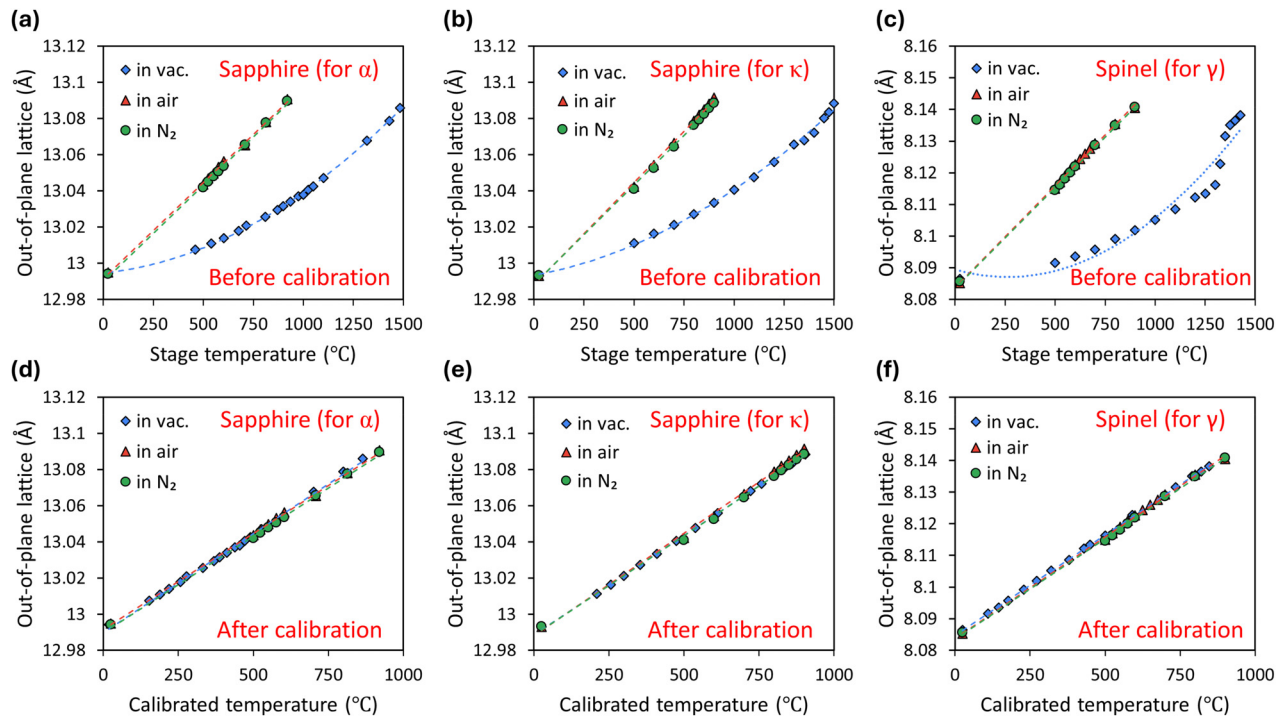 (a)
13.12
13.1
13.08
13.06
13.04
13.02
13
12.98
Out-of-plane lattice (Å)
in vac.
in air
in N₂
Sapphire (for α)
Before calibration
0 250 500 750 1000 1250 1500
Stage temperature (℃)
(b)
13.12
13.1
13.08
13.06
13.04
13.02
13
12.98
Out-of-plane lattice (Å)
in vac.
in air
in N₂
Sapphire (for κ)
Before calibration
0 250 500 750 1000 1250 1500
Stage temperature (℃)
(c)
8.16
8.15
8.14
8.13
8.12
8.11
8.1
8.09
8.08
Out-of-plane lattice (Å)
in vac.
in air
in N₂
Spinel (for γ)
Before calibration
0 250 500 750 1000 1250 1500
Stage temperature (℃)
(d)
13.12
13.1
13.08
13.06
13.04
13.02
13
12.98
Out-of-plane lattice (Å)
in vac.
in air
in N₂
Sapphire (for α)
After calibration
0 250 500 750 1000
Calibrated temperature (℃)
(e)
13.12
13.1
13.08
13.06
13.04
13.02
13
12.98
Out-of-plane lattice (Å)
in vac.
in air
in N₂
Sapphire (for κ)
After calibration
0 250 500 750 1000
Calibrated temperature (℃)
(f)
8.16
8.15
8.14
8.13
8.12
8.11
8.1
8.09
8.08
Out-of-plane lattice (Å)
in vac.
in air
in N₂
Spinel (for γ)
After calibration
0 250 500 750 1000
Calibrated temperature (℃)